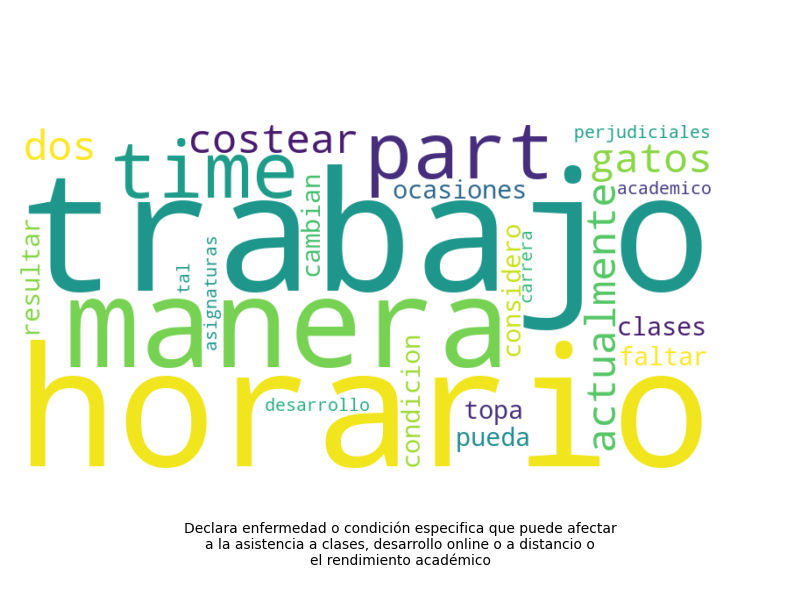 dos
costear
part
perjudiciales
time
gatos
ocasiones
academico
trabajo
cambian
resultar
tal
asignaturas
considero
carrera
actualmente
manera
clases
faltar
condicion
horario
desarrollo
topa
pueda
Declara enfermedad o condición especifica que puede afectar
a la asistencia a clases, desarrollo online o a distancio o
el rendimiento académico